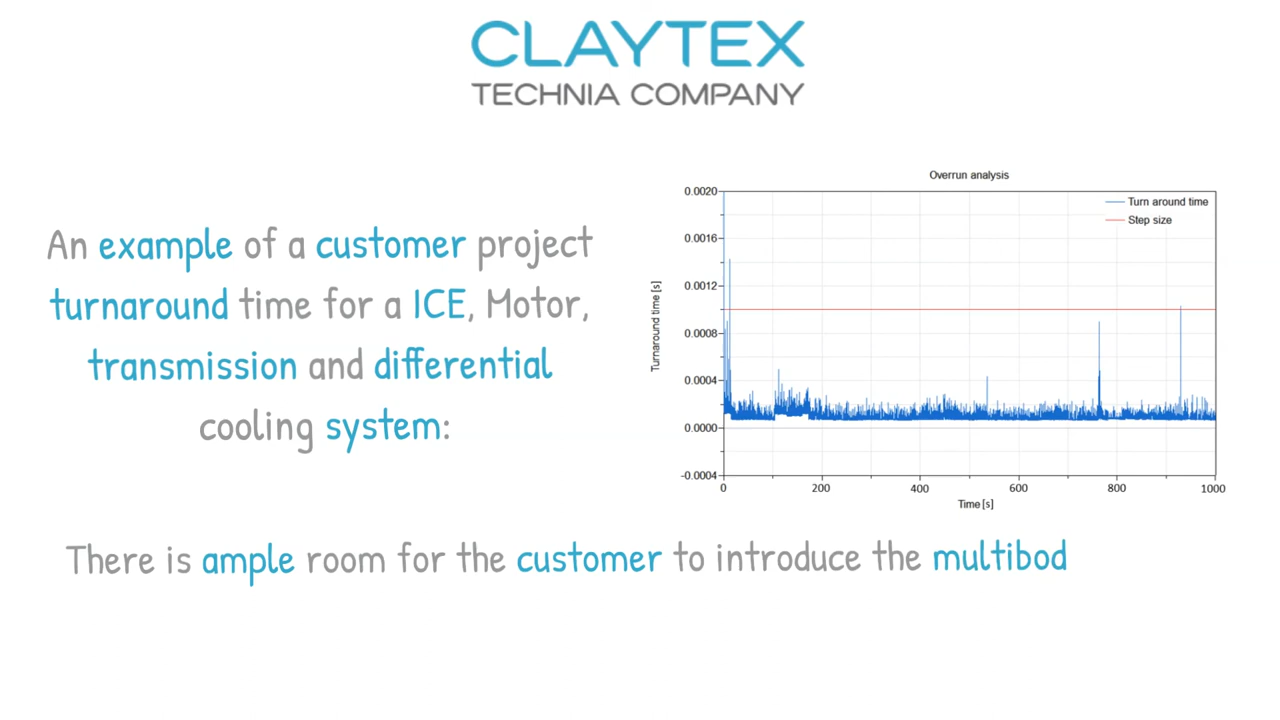 CLAYTEX
TECHNIA COMPANY
An example of a customer project
turnaround time for a ICE, Motor,
transmission and differential
cooling system:
Overrun analysis
Turn around time
Step size
Turnaround time [s]
0.0020
0.0016
0.0012
0.0008
0.0004
0.0000
-0.0004
0 200 400 600 800 1000
Time [s]
There is ample room for the customer to introduce the multibod